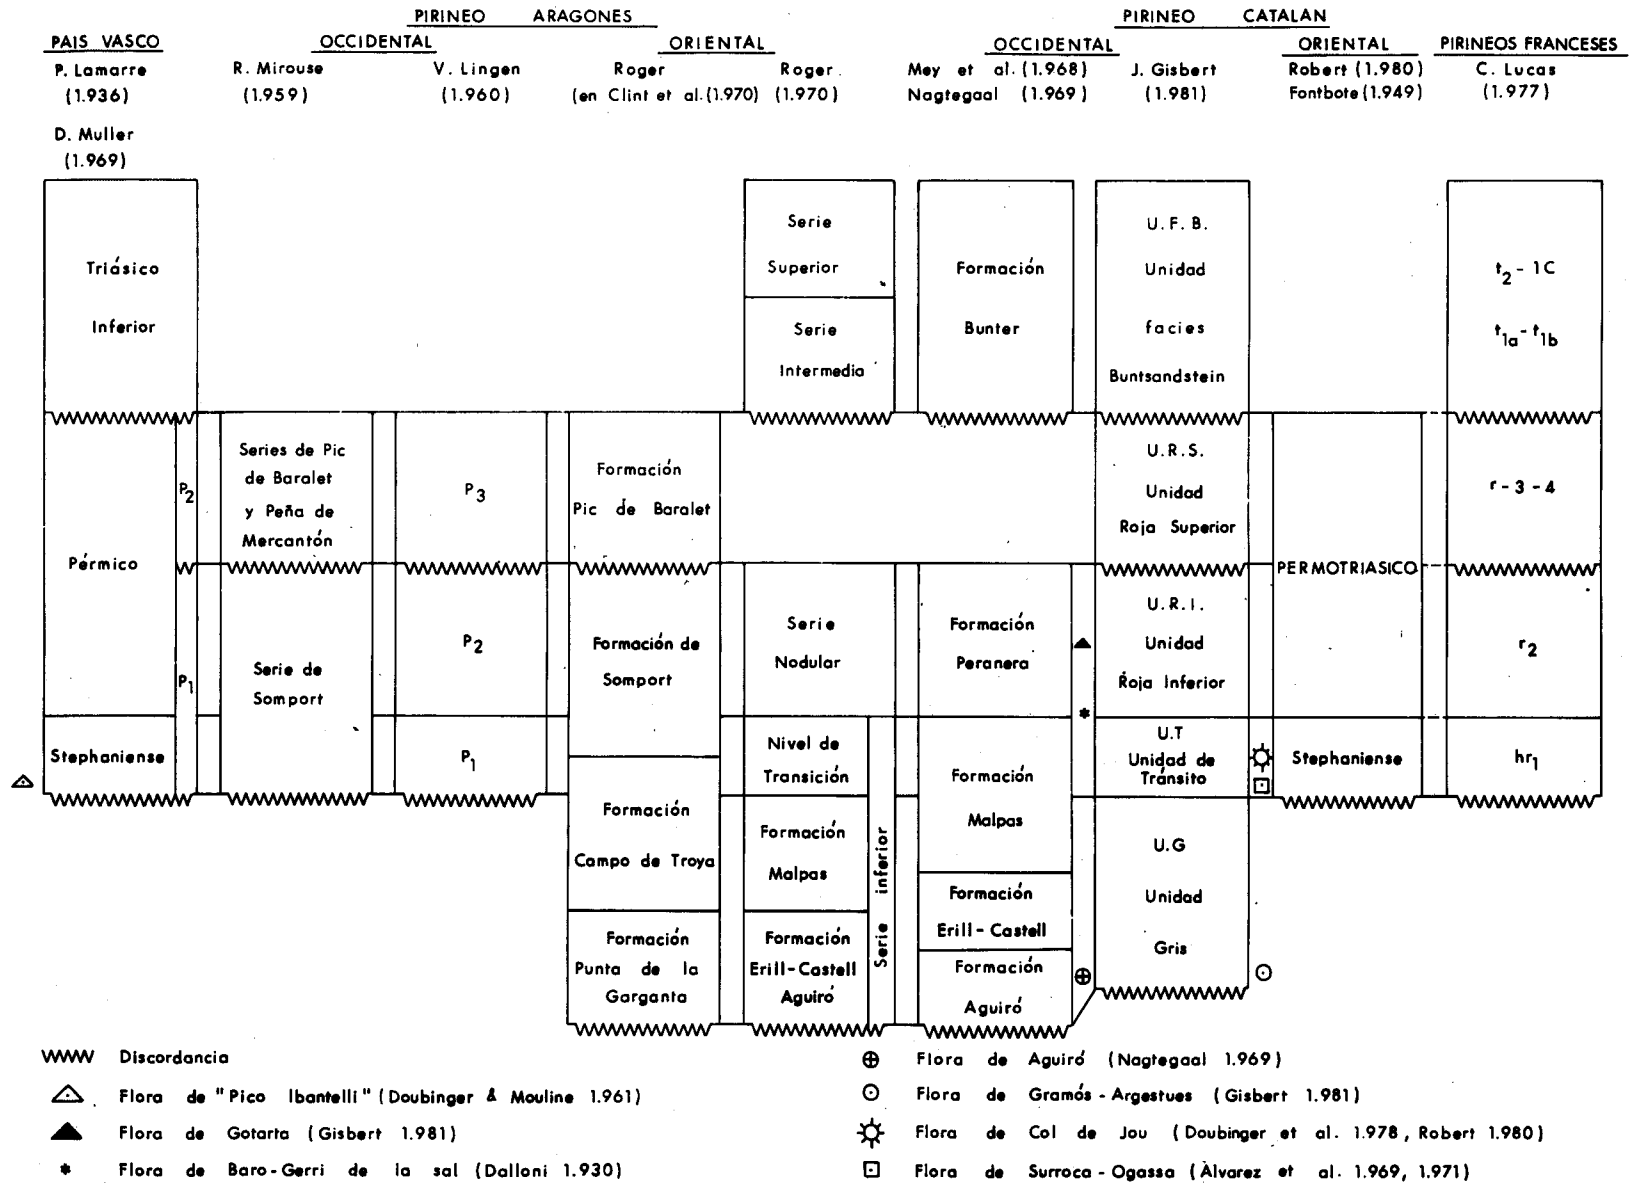 PIRINEO ARAGONES
PIRINEO CATALAN
PAIS VASCO
OCCIDENTAL
ORIENTAL
OCCIDENTAL
ORIENTAL
PIRINEOS FRANCESES
P. Lamarre
(1.936)
D. Muller
(1.969)
R. Mirouse
(1.959)
V. Lingen
(1.960)
Roger
(en Clint et al.(1.970)
Roger
(1.970)
Mey et al. (1.968)
Nagtegaal (1.969)
J. Gisbert
(1.981)
Robert (1.980)
Fontbote (1.949)
C. Lucas
(1.977)
Triásico
Inferior
Pérmico
P2
P1
Stephaniense
Series de Pic
de Baralet
y Peña de
Mercantón
Serie de
Somport
P3
P2
P1
Formación
Pic de Baralet
Formación de
Somport
Formación
Campo de Troya
Formación
Punta de la
Garganta
Serie
Superior
Serie
Intermedia
Serie
Nodular
Nivel de
Transición
Formación
Malpas
Formación
Erill-Castell
Aguiró
Serie inferior
Formación
Bunter
Formación
Peranera
Formación
Malpas
Formación
Erill-Castell
Formación
Aguiró
U.F.B.
Unidad
facies
Buntsandstein
U.R.S.
Unidad
Roja Superior
U.R.I.
Unidad
Roja Inferior
U.T
Unidad de
Tránsito
U.G
Unidad
Gris
PERMOTRIASICO
Stephaniense
t2 - 1C
t1a - t1b
r - 3 - 4
r2
hr1
Discordancia
Flora de "Pico Ibantelli" (Doubinger & Mouline 1.961)
Flora de Gotarta (Gisbert 1.981)
* Flora de Baro-Gerri de la sal (Dalloni 1.930)
Flora de Aguiró (Nagtegaal 1.969)
Flora de Gramós - Argestues (Gisbert 1.981)
Flora de Col de Jou (Doubinger et al. 1.978, Robert 1.980)
Flora de Surroca-Ogassa (Àlvarez et al. 1.969, 1.971)